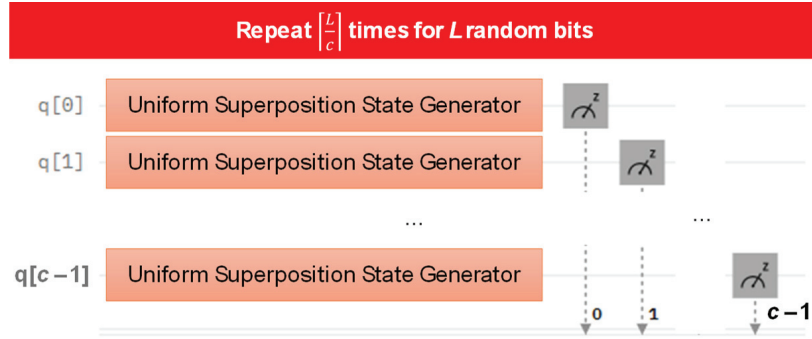 Repeat ⌈L/c⌉ times for L random bits
q[0] Uniform Superposition State Generator z
q[1] Uniform Superposition State Generator z
... ...
q[c−1] Uniform Superposition State Generator z
0 1 c−1